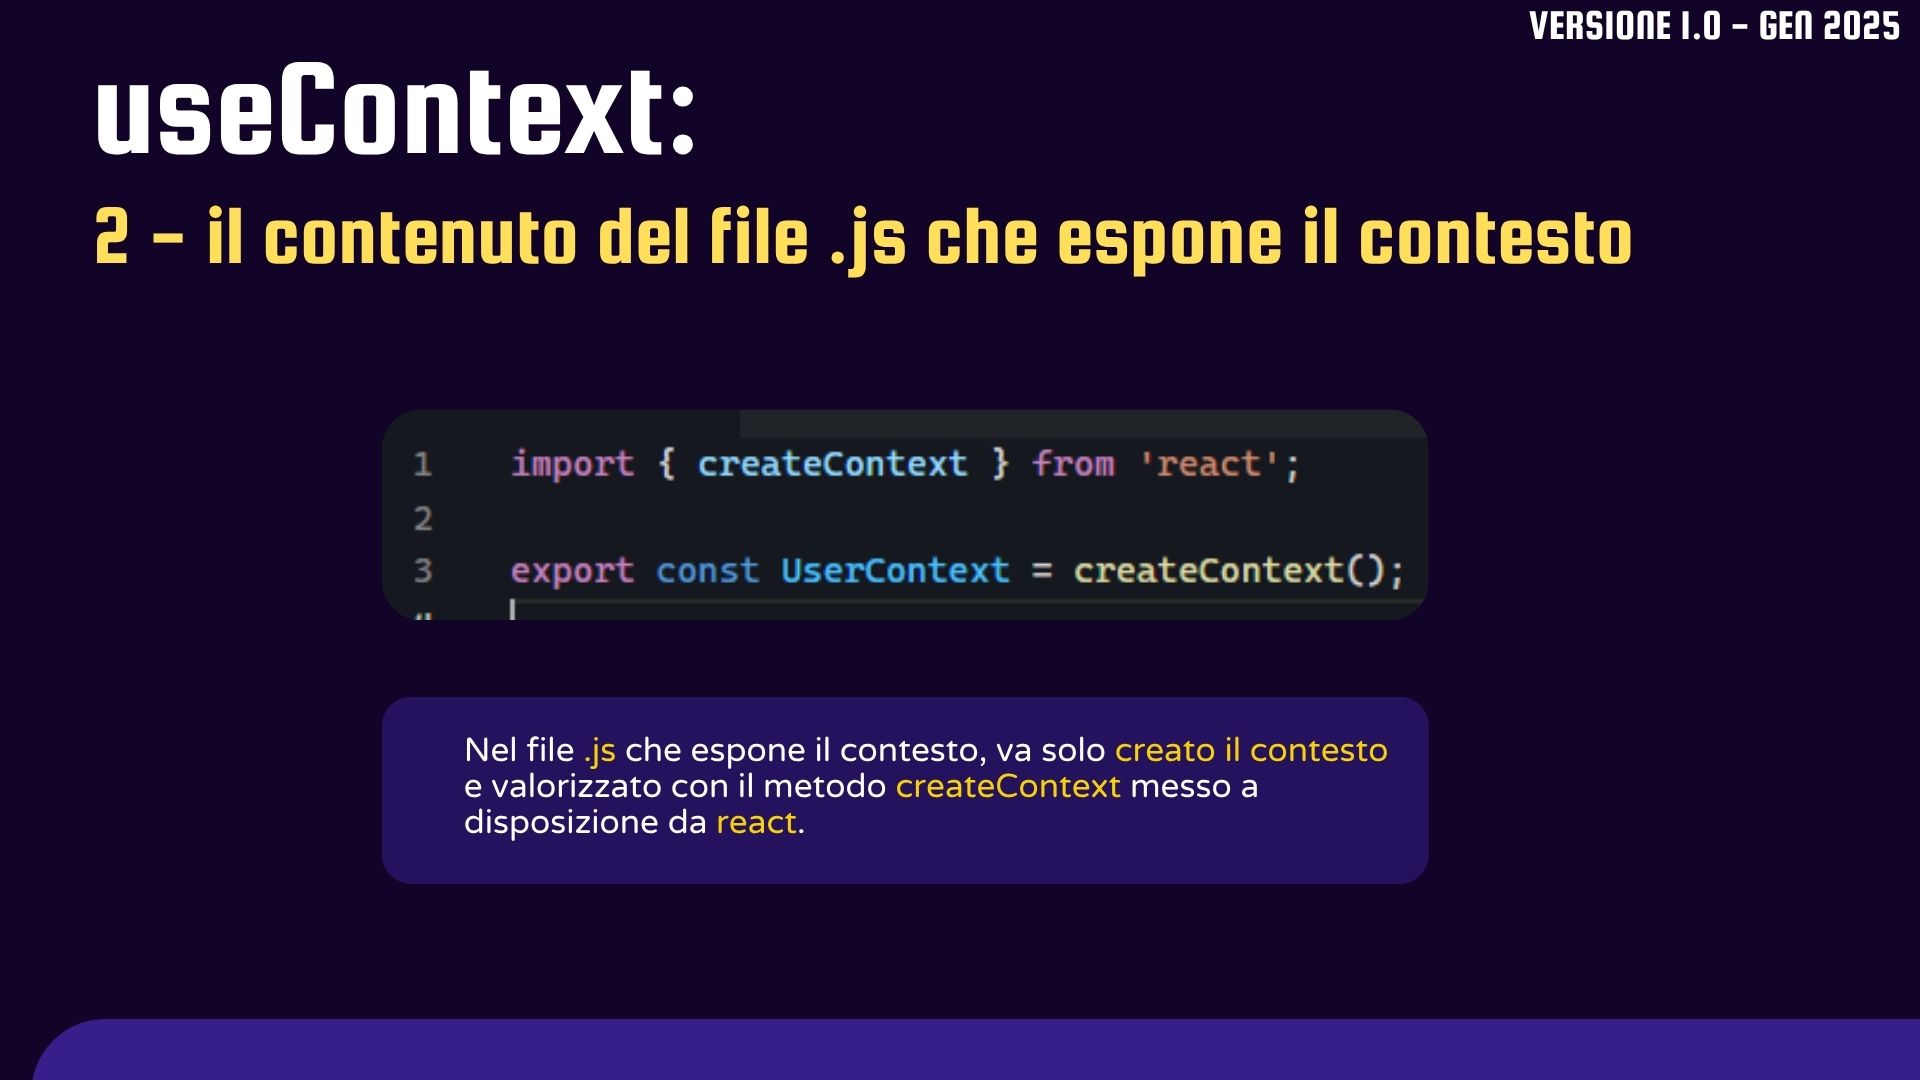 VERSIONE 1.0 - GEN 2025
useContext:
2 - il contenuto del file .js che espone il contesto
1 import { createContext } from 'react';
2
3 export const UserContext = createContext();
Nel file .js che espone il contesto, va solo creato il contesto
e valorizzato con il metodo createContext messo a
disposizione da react.